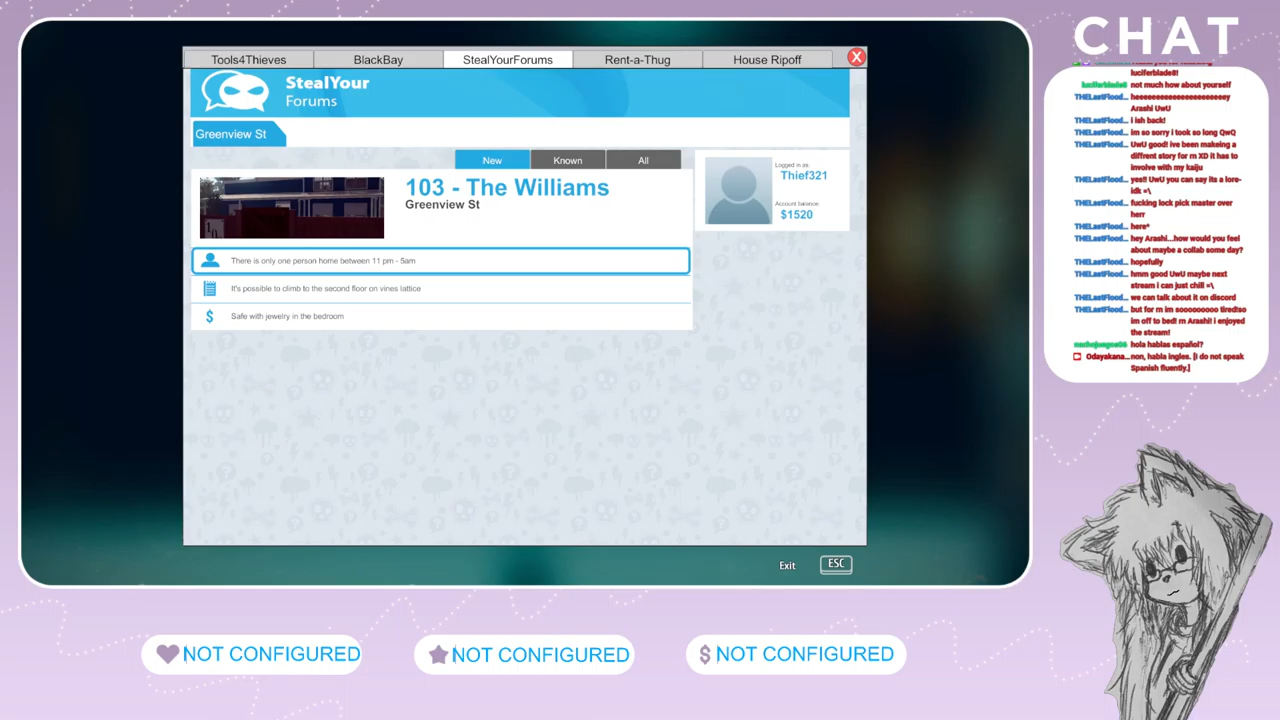 CHAT
Tools4Thieves
BlackBay
StealYourForums
Rent-a-Thug
House Ripoff
StealYour
Forums
Greenview St
New
Known
All
103 - The Williams
Greenview St
There is only one person home between 11 pm - 5am
It's possible to climb to the second floor on vines lattice
Safe with jewelry in the bedroom
Logged in as:
Thief321
Account balance:
$1520
Exit
ESC
luciferblade8!
not much how about yourself
THELastFlood...
Arashi UwU
THELastFlood... i ish back!
THELastFlood... im so sorry i took so long QwQ
THELastFlood... UwU good! ive been makeing a
diffrent story for rn XD it has to
involve with my kaiju
THELastFlood... yes!! UwU you can say its a lore-
idk =\
THELastFlood... fucking lock pick master over
herr
THELastFlood... here*
THELastFlood... hey Arashi...how would you feel
about maybe a collab some day?
THELastFlood... hopefully
THELastFlood... hmm good UwU maybe next
stream i can just chill =\
THELastFlood... we can talk about it on discord
THELastFlood... but for rn im sooooooooo tired!so
im off to bed! rn Arashi! i enjoyed
the stream!
hola hablas español?
Odayakana... non, habla ingles. [I do not speak
Spanish fluently.]
NOT CONFIGURED
NOT CONFIGURED
$ NOT CONFIGURED